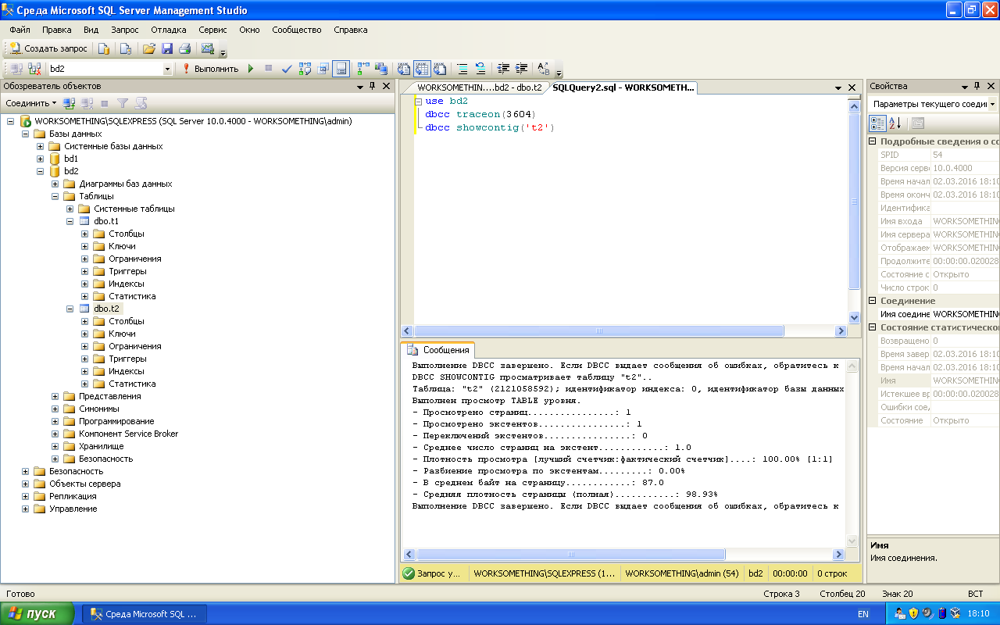 Среда Microsoft SQL Server Management Studio
Файл Правка Вид Запрос Отладка Сервис Окно Сообщество Справка
Создать запрос
bd2 Выполнить
Обозреватель объектов
Соединить
WORKSOMETHING\SQLEXPRESS (SQL Server 10.0.4000 - WORKSOMETHING\admin)
Базы данных
Системные базы данных
bd1
bd2
Диаграммы баз данных
Таблицы
Системные таблицы
dbo.t1
Столбцы
Ключи
Ограничения
Триггеры
Индексы
Статистика
dbo.t2
Столбцы
Ключи
Ограничения
Триггеры
Индексы
Статистика
Представления
Синонимы
Программирование
Компонент Service Broker
Хранилище
Безопасность
Безопасность
Объекты сервера
Репликация
Управление
WORKSOMETHIN....bd2 - dbo.t2 SQLQuery2.sql - WORKSOMETH...
use bd2
dbcc traceon(3604)
dbcc showcontig('t2')
Сообщения
Выполнение DBCC завершено. Если DBCC выдает сообщения об ошибках, обратитесь к
DBCC SHOWCONTIG просматривает таблицу "t2"..
Таблица: "t2" (2121058592); идентификатор индекса: 0, идентификатор базы данных
Выполнен просмотр TABLE уровня.
- Просмотрено страниц................: 1
- Просмотрено экстентов................: 1
- Переключений экстентов................: 0
- Среднее число страниц на экстент............: 1.0
- Плотность просмотра [лучший счетчик:фактический счетчик]....: 100.00% [1:1]
- Разбиение просмотра по экстентам.........: 0.00%
- В среднем байт на страницу............: 87.0
- Средняя плотность страницы (полная)...........: 98.93%
Выполнение DBCC завершено. Если DBCC выдает сообщения об ошибках, обратитесь к
Запрос у... WORKSOMETHING\SQLEXPRESS (1... WORKSOMETHING\admin (54) bd2 00:00:00 0 строк
Свойства
Параметры текущего соеди
Подробные сведения о со
SPID 54
Версия серве 10.0.4000
Время начал 02.03.2016 18:10
Время оконч 02.03.2016 18:10
Идентифика
Имя входа WORKSOMETHING
Имя сервера WORKSOMETHING
Отображаем WORKSOMETHING
Продолжите 00:00:00.020028
Состояние с Открыто
Число строк 0
Соединение
Имя соедине WORKSOMETHING
Состояние статистическо
Возвращено 0
Время завер 02.03.2016 18:10
Время начал 02.03.2016 18:10
Имя WORKSOMETHING
Истекшее вр 00:00:00.020028
Ошибки сое,
Состояние Открыто
Имя
Имя соединения.
Готово Строка 3 Столбец 20 Знак 20 ВСТ
пуск Среда Microsoft SQL ... EN 18:10